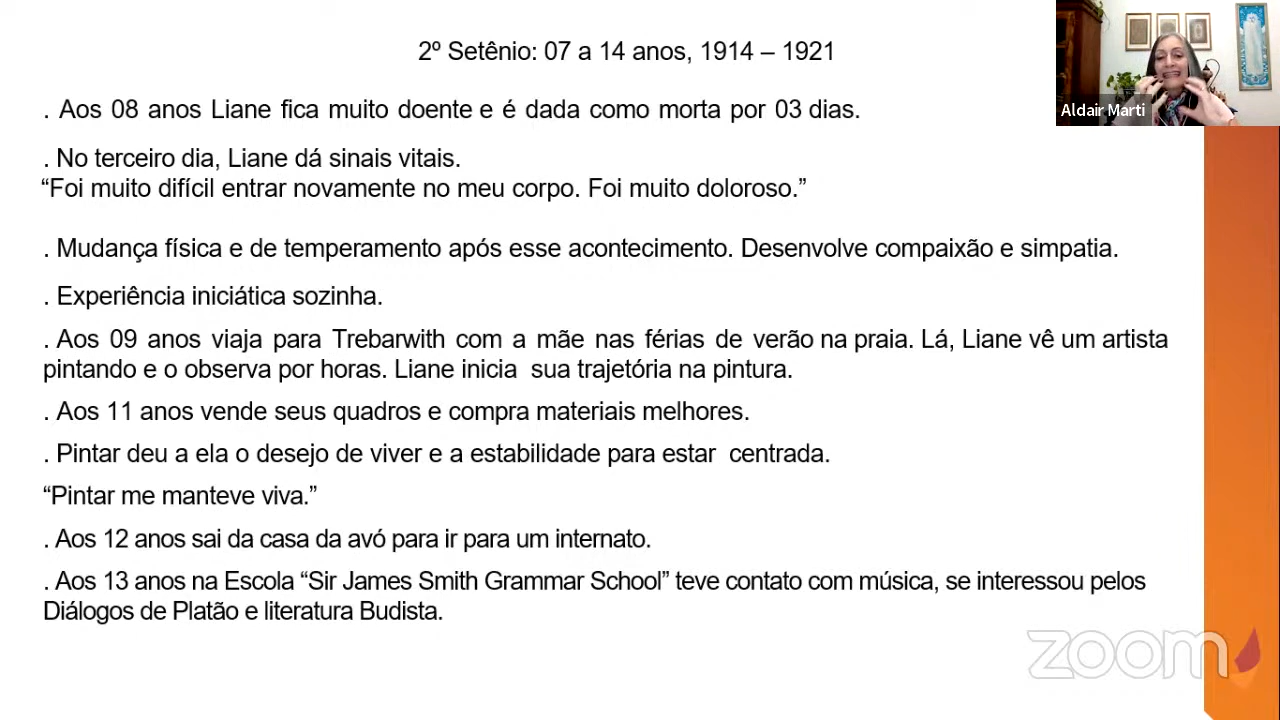 2º Setênio: 07 a 14 anos, 1914 – 1921
. Aos 08 anos Liane fica muito doente e é dada como morta por 03 dias.
. No terceiro dia, Liane dá sinais vitais.
“Foi muito difícil entrar novamente no meu corpo. Foi muito doloroso.”
. Mudança física e de temperamento após esse acontecimento. Desenvolve compaixão e simpatia.
. Experiência iniciática sozinha.
. Aos 09 anos viaja para Trebarwith com a mãe nas férias de verão na praia. Lá, Liane vê um artista
pintando e o observa por horas. Liane inicia sua trajetória na pintura.
. Aos 11 anos vende seus quadros e compra materiais melhores.
. Pintar deu a ela o desejo de viver e a estabilidade para estar centrada.
“Pintar me manteve viva.”
. Aos 12 anos sai da casa da avó para ir para um internato.
. Aos 13 anos na Escola “Sir James Smith Grammar School” teve contato com música, se interessou pelos
Diálogos de Platão e literatura Budista.
Aldair Marti
zoom